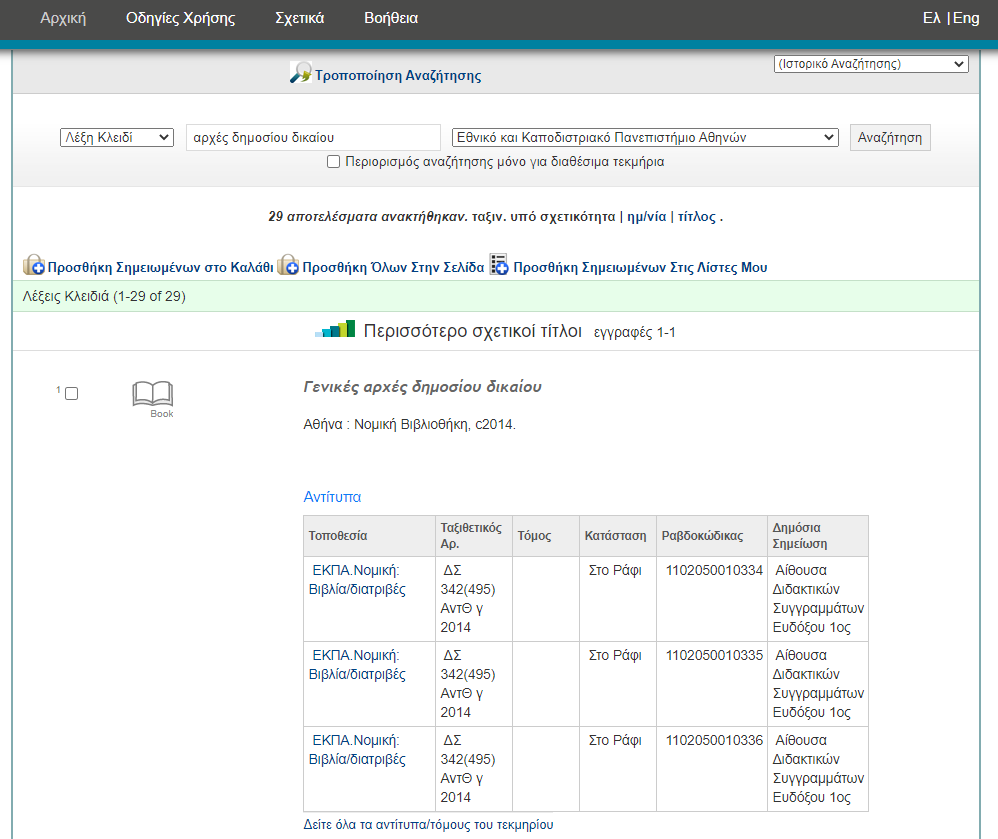 Αρχική Οδηγίες Χρήσης Σχετικά Βοήθεια Ελ | Eng
Τροποποίηση Αναζήτησης (Ιστορικό Αναζήτησης)
Λέξη Κλειδί αρχές δημοσίου δικαίου Εθνικό και Καποδιστριακό Πανεπιστήμιο Αθηνών Αναζήτηση
Περιορισμός αναζήτησης μόνο για διαθέσιμα τεκμήρια
29 αποτελέσματα ανακτήθηκαν. ταξιν. υπό σχετικότητα | ημ/νία | τίτλος .
Προσθήκη Σημειωμένων στο Καλάθι Προσθήκη Όλων Στην Σελίδα Προσθήκη Σημειωμένων Στις Λίστες Μου
Λέξεις Κλειδιά (1-29 of 29)
Περισσότερο σχετικοί τίτλοι εγγραφές 1-1
1
Book
Γενικές αρχές δημοσίου δικαίου
Αθήνα : Νομική Βιβλιοθήκη, c2014.
Αντίτυπα
Τοποθεσία Ταξιθετικός Αρ. Τόμος Κατάσταση Ραβδοκώδικας Δημόσια Σημείωση
ΕΚΠΑ.Νομική: Βιβλία/διατριβές ΔΣ 342(495) ΑντΘ γ 2014 Στο Ράφι 1102050010334 Αίθουσα Διδακτικών Συγγραμμάτων Ευδόξου 1ος
ΕΚΠΑ.Νομική: Βιβλία/διατριβές ΔΣ 342(495) ΑντΘ γ 2014 Στο Ράφι 1102050010335 Αίθουσα Διδακτικών Συγγραμμάτων Ευδόξου 1ος
ΕΚΠΑ.Νομική: Βιβλία/διατριβές ΔΣ 342(495) ΑντΘ γ 2014 Στο Ράφι 1102050010336 Αίθουσα Διδακτικών Συγγραμμάτων Ευδόξου 1ος
Δείτε όλα τα αντίτυπα/τόμους του τεκμηρίου